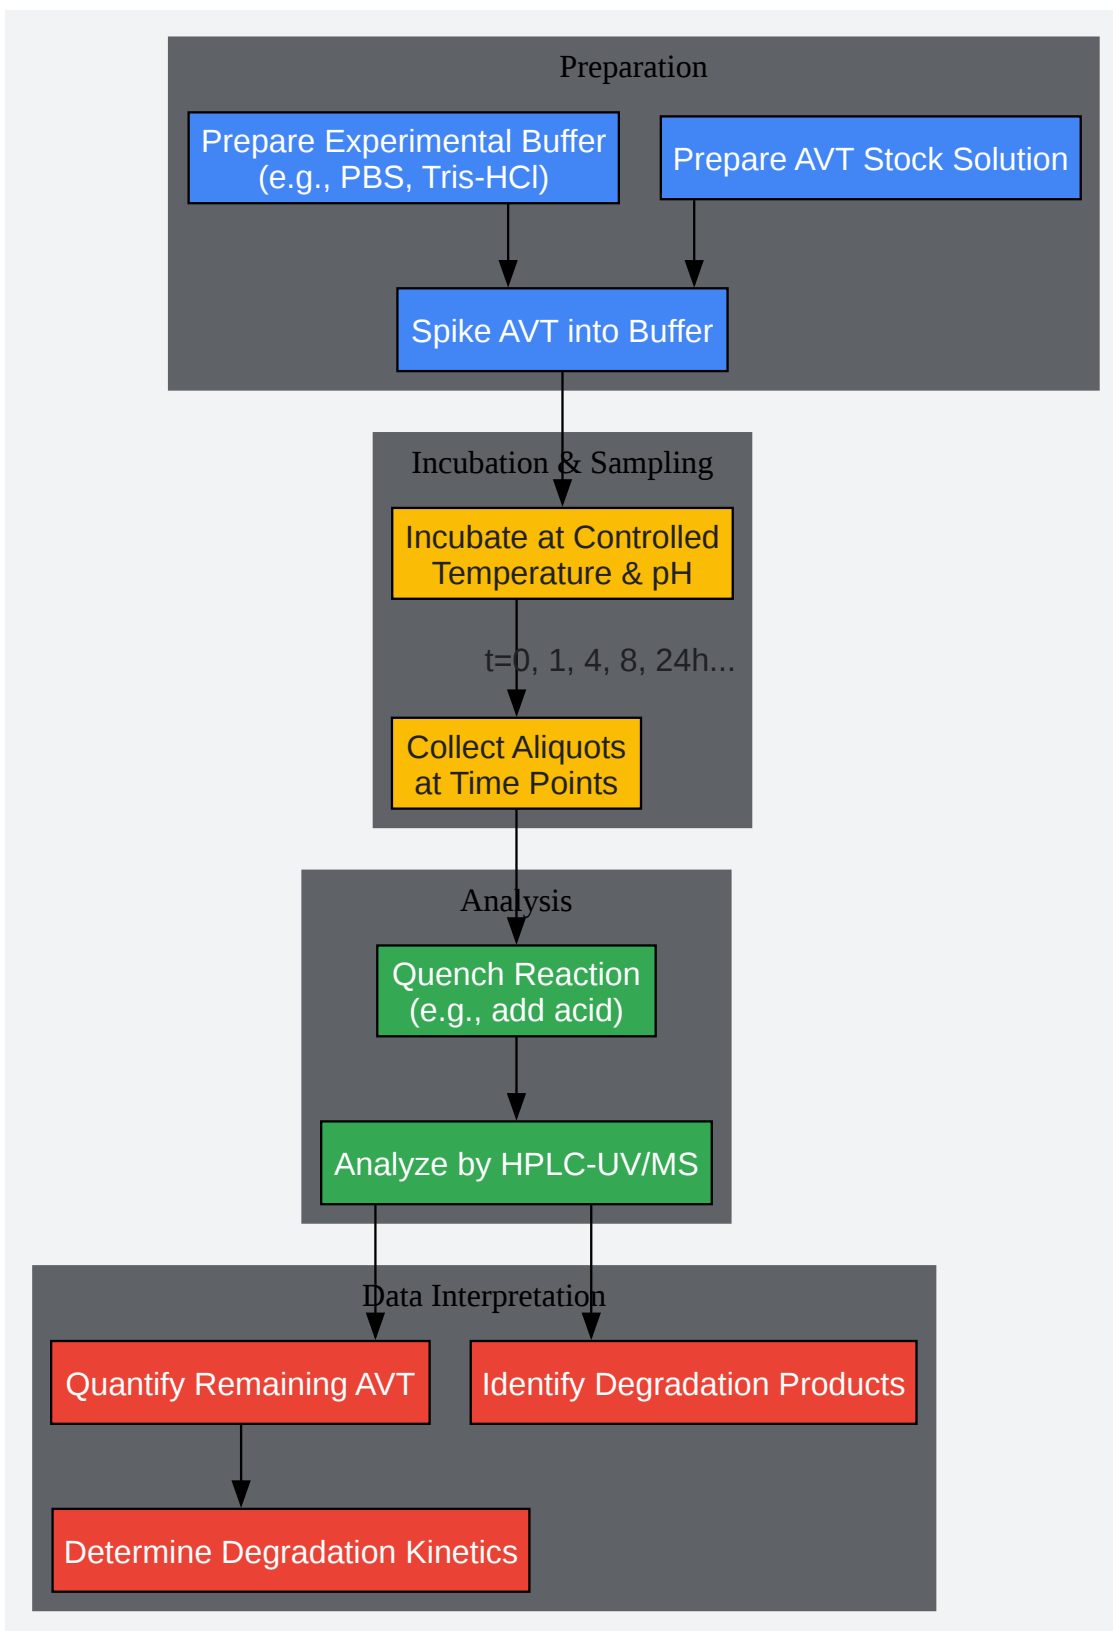 Preparation
Prepare Experimental Buffer
(e.g., PBS, Tris-HCl)
Prepare AVT Stock Solution
Spike AVT into Buffer
Incubation & Sampling
Incubate at Controlled
Temperature & pH
t=0, 1, 4, 8, 24h...
Collect Aliquots
at Time Points
Analysis
Quench Reaction
(e.g., add acid)
Analyze by HPLC-UV/MS
Data Interpretation
Quantify Remaining AVT
Identify Degradation Products
Determine Degradation Kinetics